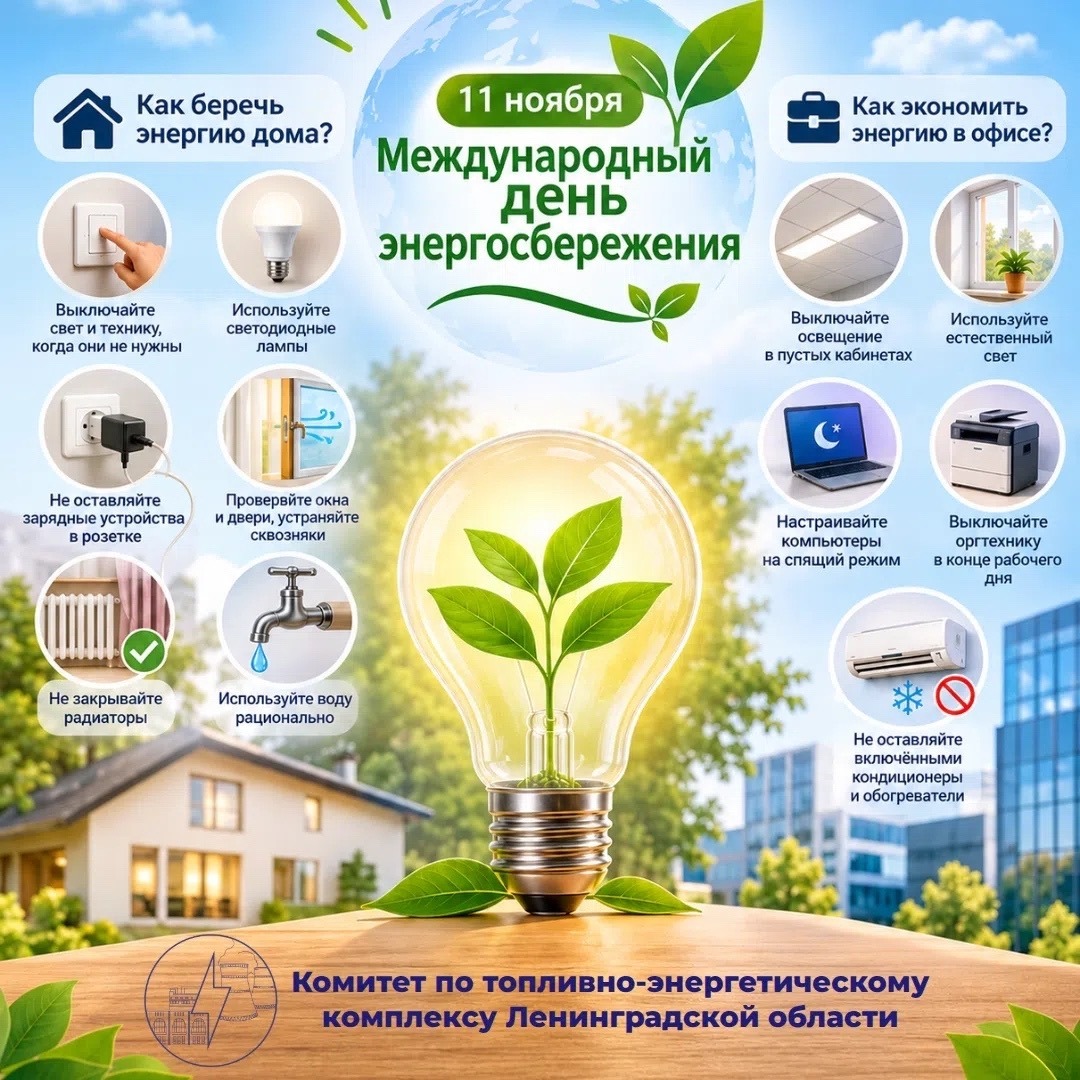 11 ноября
Международный
день
энергосбережения
Как беречь
энергию дома?
Выключайте
свет и технику,
когда они не нужны
Используйте
светодиодные
лампы
Не оставляйте
зарядные устройства
в розетке
Провервйте окна
и двери, устраняйте
сквозняки
Не закрывайте
радиаторы
Используйте воду
рационально
Как экономить
энергию в офисе?
Выключайте
освещение
в пустых кабинетах
Используйте
естественный
свет
Настраивайте
компьютеры
на спящий режим
Выключайте
оргтехнику
в конце рабочего
дня
Не оставляйте
включёнными
кондиционеры
и обогреватели
Комитет по топливно-энергетическому
комплексу Ленинградской области